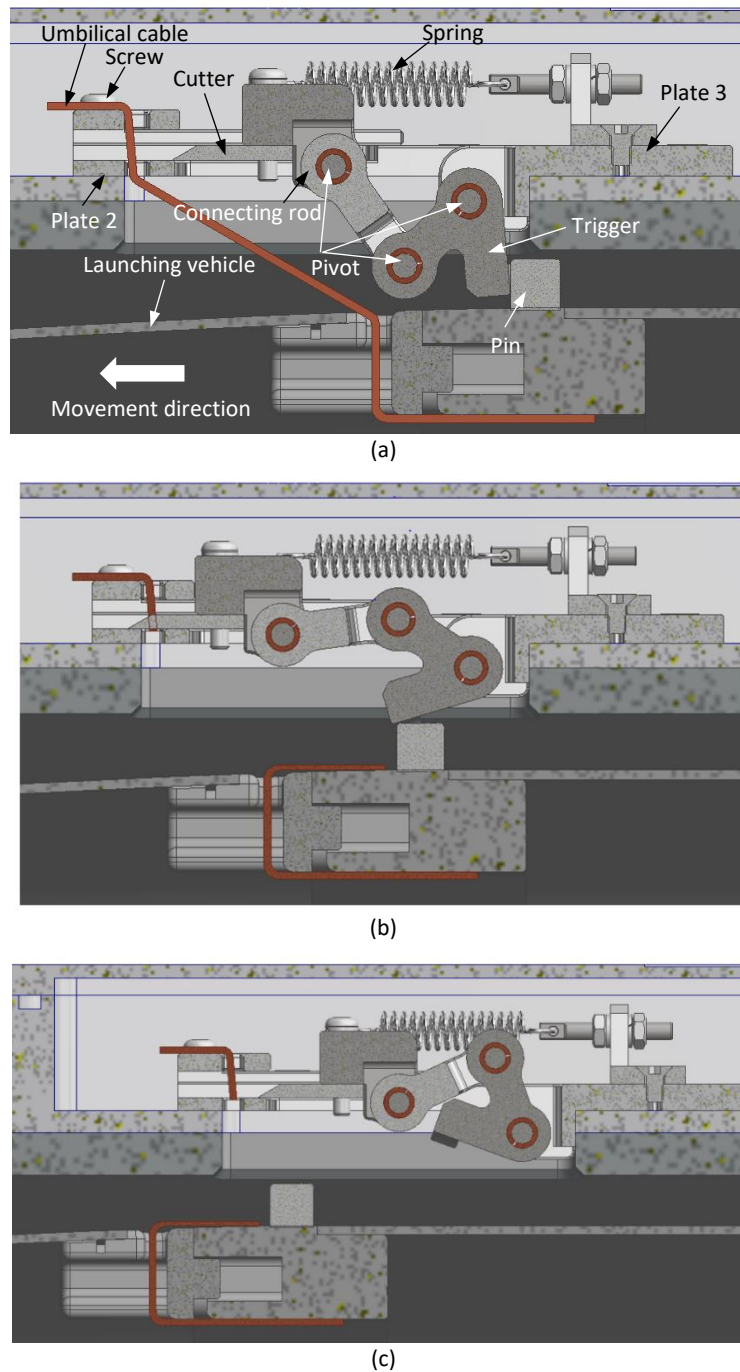 Umbilical cable
Spring
Screw
Cutter
Plate 3
Plate 2
Connecting rod
Trigger
Pivot
Launching vehicle
Pin
Movement direction
(a)
(b)
(c)